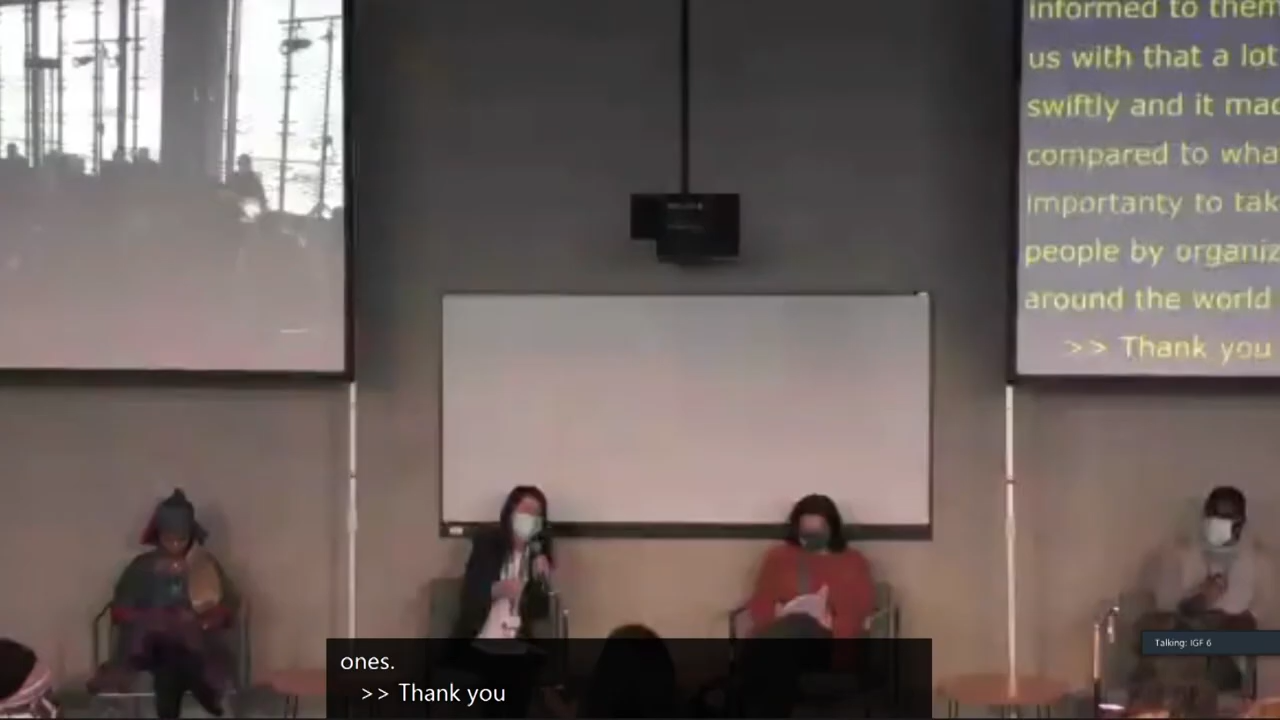 informed to them
us with that a lot
swiftly and it mad
compared to wha
importanty to tak
people by organiz
around the world
>> Thank you
ones.
>> Thank you
Talking: IGF 6